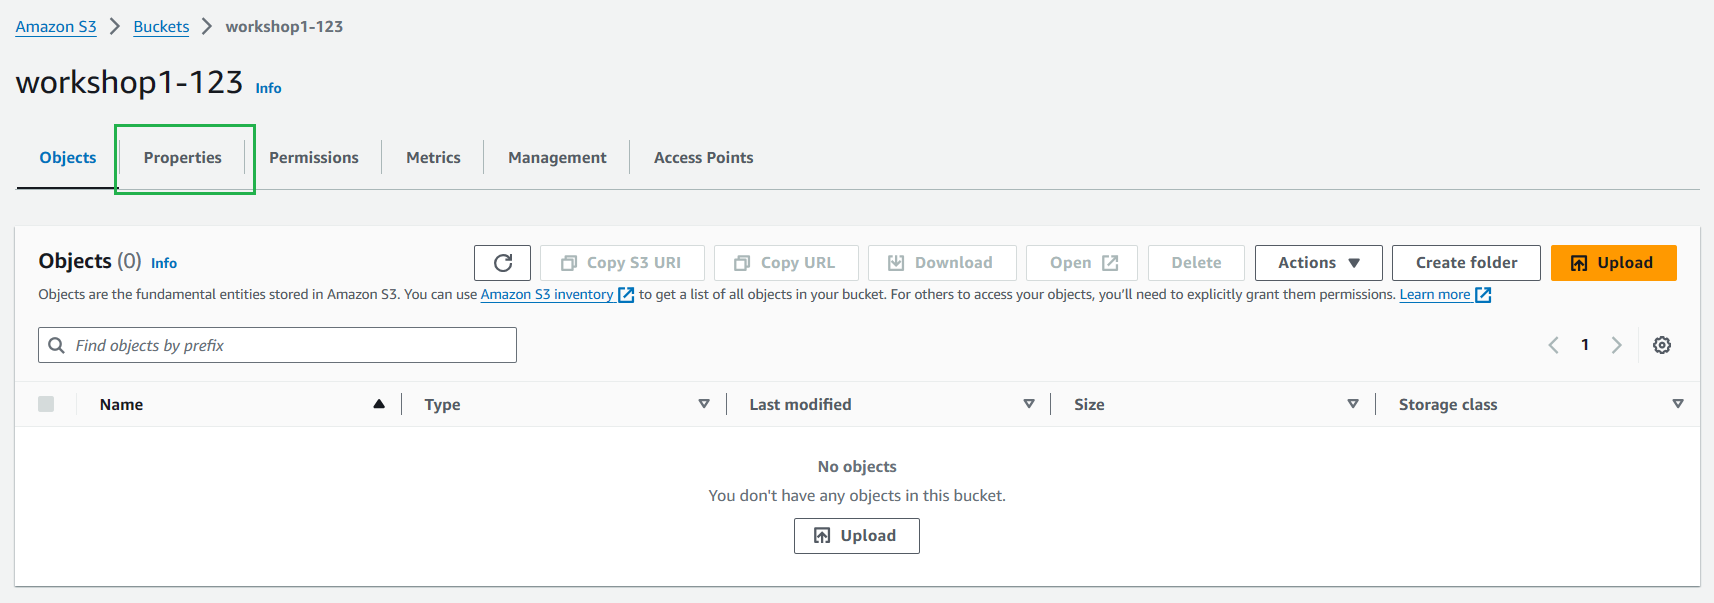 Amazon S3 > Buckets > workshop1-123
workshop1-123 Info
Objects Properties Permissions Metrics Management Access Points
Objects (0) Info
Copy S3 URI Copy URL Download Open Delete Actions Create folder Upload
Objects are the fundamental entities stored in Amazon S3. You can use Amazon S3 inventory to get a list of all objects in your bucket. For others to access your objects, you’ll need to explicitly grant them permissions. Learn more
Find objects by prefix
1
Name Type Last modified Size Storage class
No objects
You don't have any objects in this bucket.
Upload